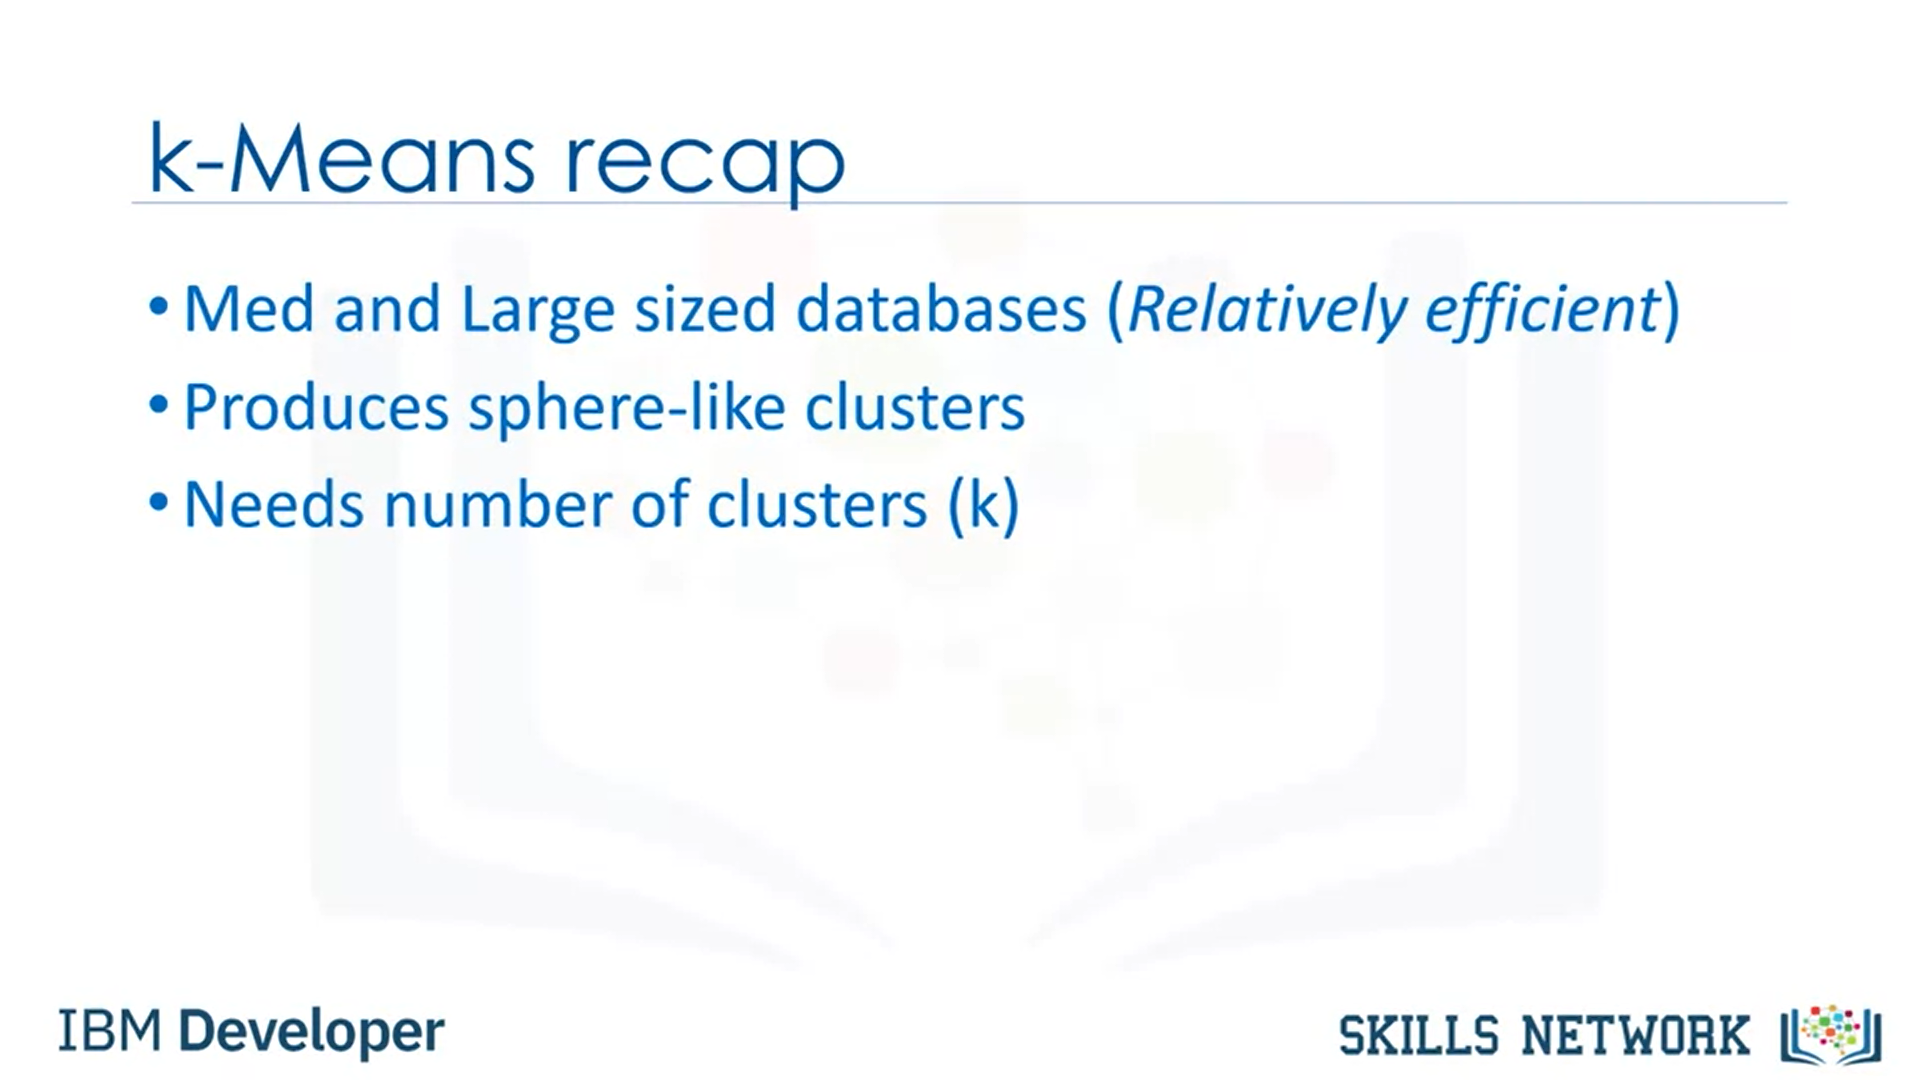 k-Means recap
• Med and Large sized databases (Relatively efficient)
• Produces sphere-like clusters
• Needs number of clusters (k)
IBM Developer
SKILLS NETWORK